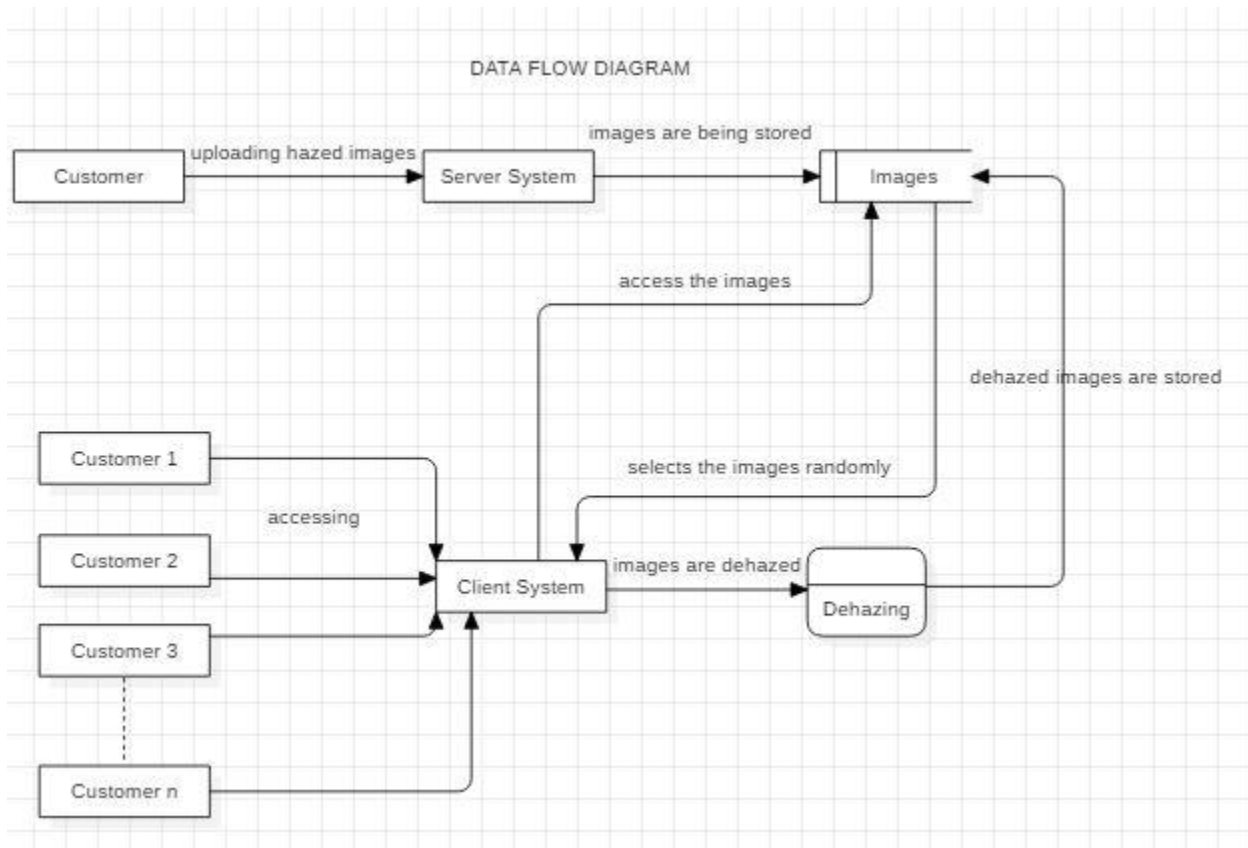 DATA FLOW DIAGRAM
images are being stored
uploading hazed images
Customer
Server System
Images
access the images
dehazed images are stored
Customer 1
selects the images randomly
accessing
Customer 2
images are dehazed
Client System
Dehazing
Customer 3
Customer n